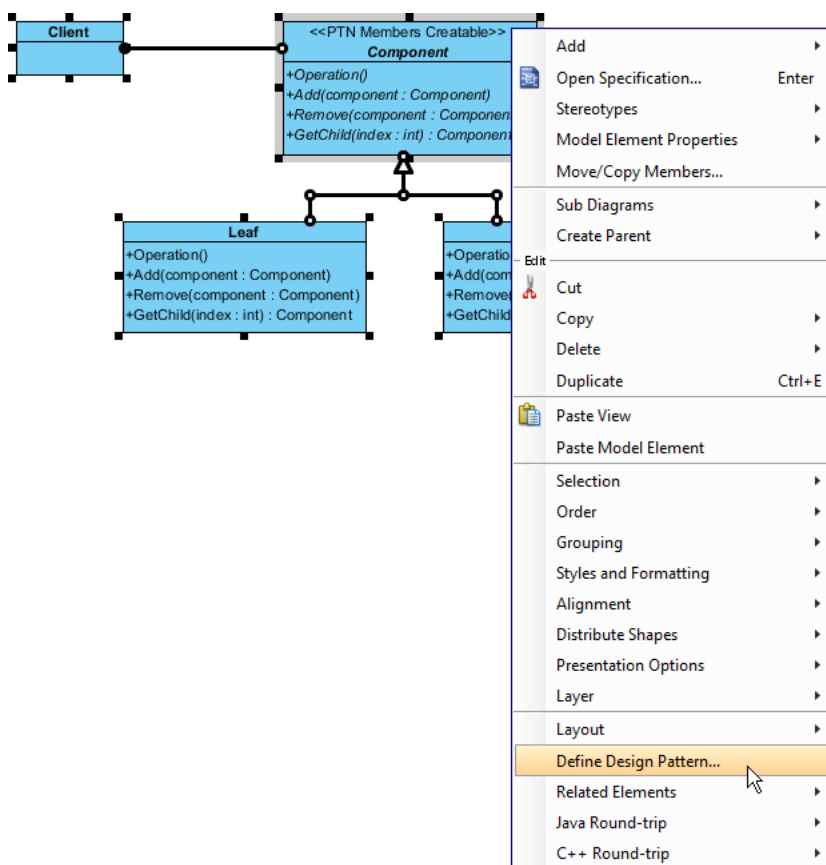 Client
<<PTN Members Creatable>>
Component
+Operation()
+Add(component : Component)
+Remove(component : Componen
+GetChild(index : int) : Component
Leaf
+Operation()
+Add(component : Component)
+Remove(component : Component)
+GetChild(index : int) : Component
+Operatio
+Add(com
+Remove(
+GetChild
Add
Open Specification... Enter
Stereotypes
Model Element Properties
Move/Copy Members...
Sub Diagrams
Create Parent
Edit
Cut
Copy
Delete
Duplicate Ctrl+E
Paste View
Paste Model Element
Selection
Order
Grouping
Styles and Formatting
Alignment
Distribute Shapes
Presentation Options
Layer
Layout
Define Design Pattern...
Related Elements
Java Round-trip
C++ Round-trip